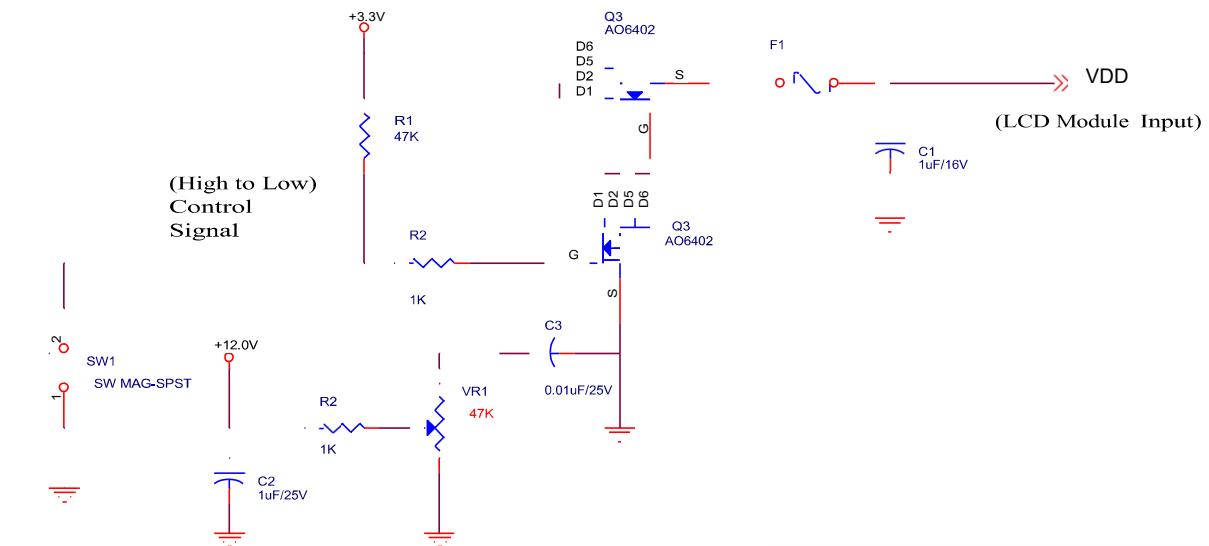 +3.3V
Q3
AO6402
D6
D5
D2
D1
S
G
F1
VDD
(LCD Module Input)
R1
47K
C1
1uF/16V
(High to Low)
Control
Signal
D1
D2
D5
D6
Q3
AO6402
R2
G
1K
S
C3
0.01uF/25V
2
SW1
SW MAG-SPST
1
+12.0V
VR1
47K
R2
1K
C2
1uF/25V